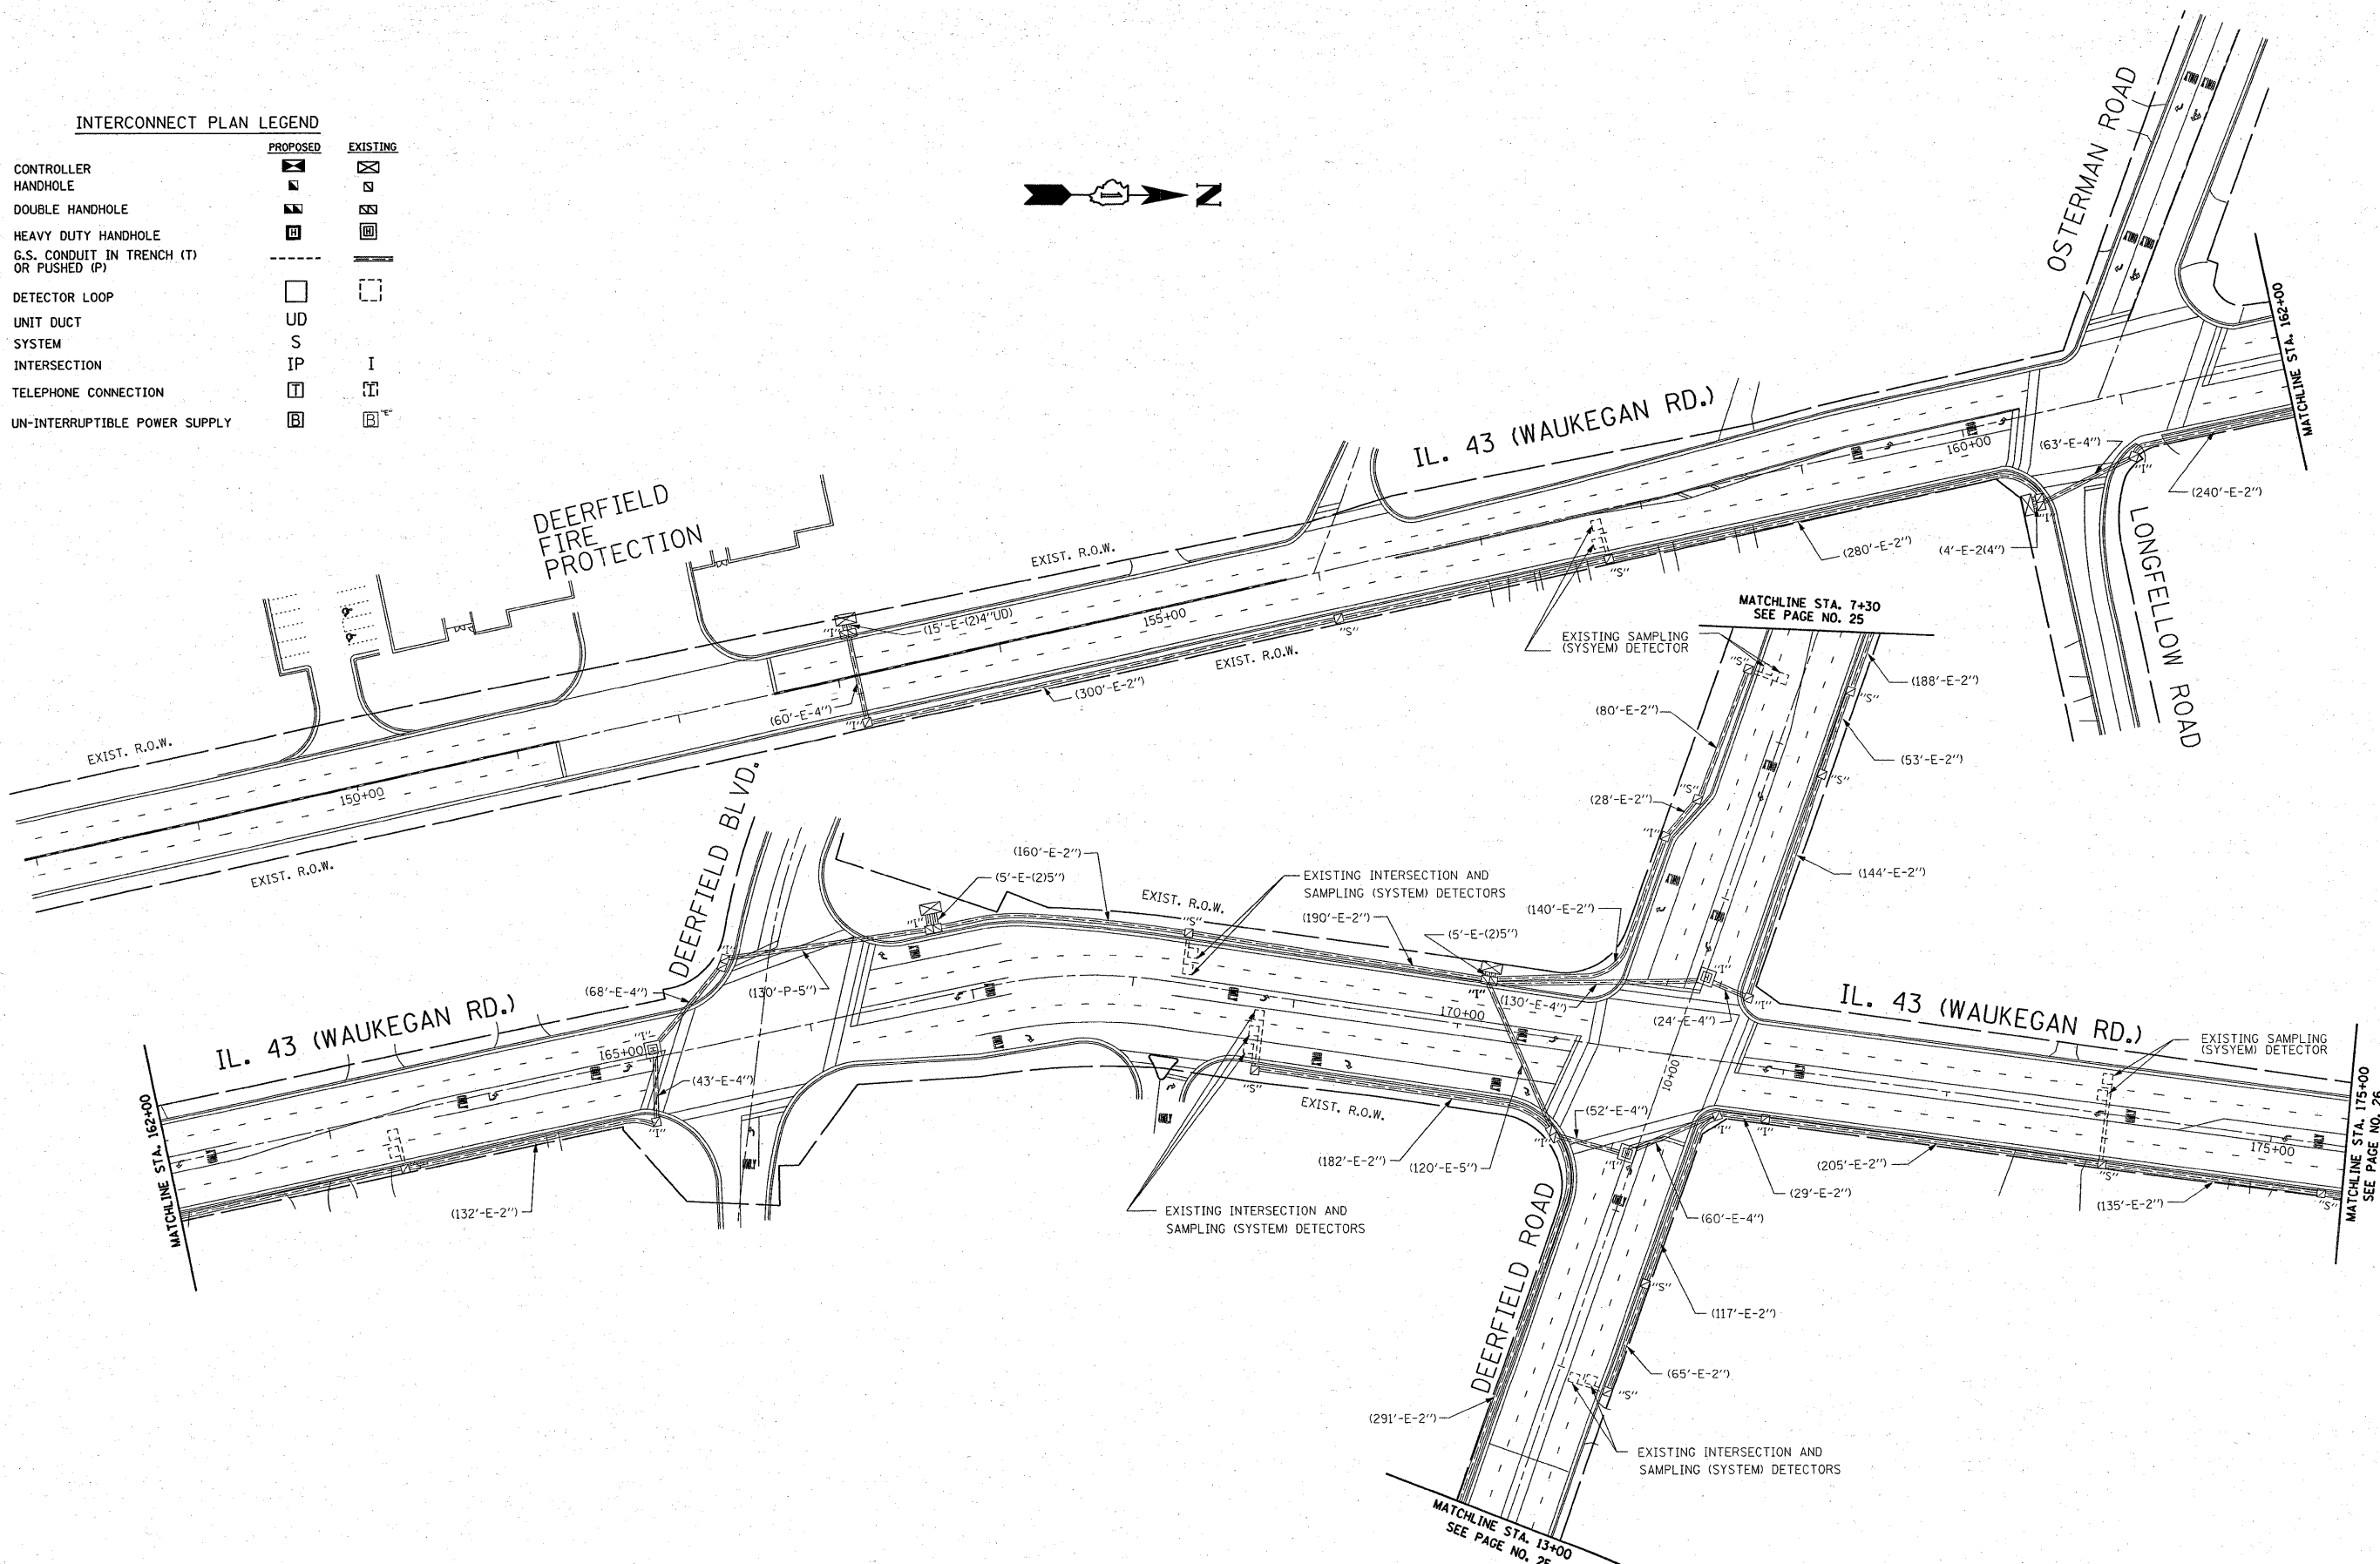 INTERCONNECT PLAN LEGEND
PROPOSED EXISTING
CONTROLLER
HANDHOLE
DOUBLE HANDHOLE
HEAVY DUTY HANDHOLE H H
G.S. CONDUIT IN TRENCH (T)
OR PUSHED (P)
DETECTOR LOOP
UNIT DUCT UD
SYSTEM S
INTERSECTION IP I
TELEPHONE CONNECTION T T
UN-INTERRUPTIBLE POWER SUPPLY B B "E"
N
OSTERMAN ROAD
MATCHLINE STA. 162+00
IL. 43 (WAUKEGAN RD.)
160+00
(63'-E-4")
"I"
(240'-E-2")
"I"
(4'-E-2(4")
(280'-E-2")
LONGFELLOW ROAD
DEERFIELD
FIRE
PROTECTION
EXIST. R.O.W.
"S"
(15'-E-(2)4"UD)
"I"
155+00
"S"
EXIST. R.O.W.
(300'-E-2")
(60'-E-4")
"I"
EXIST. R.O.W.
150+00
EXIST. R.O.W.
MATCHLINE STA. 7+30
SEE PAGE NO. 25
EXISTING SAMPLING
(SYSYEM) DETECTOR
"S"
(188'-E-2")
"S"
(80'-E-2")
(53'-E-2")
"S"
"S"
(28'-E-2")
"I"
(144'-E-2")
DEERFIELD BLVD.
(160'-E-2")
(5'-E-(2)5")
EXISTING INTERSECTION AND
SAMPLING (SYSTEM) DETECTORS
EXIST. R.O.W.
"I"
"S"
(190'-E-2")
(140'-E-2")
(5'-E-(2)5")
"I"
(68'-E-4")
(130'-P-5")
"I"
(130'-E-4")
H
"I"
"I"
(24'-E-4")
170+00
IL. 43 (WAUKEGAN RD.)
IL. 43 (WAUKEGAN RD.)
EXISTING SAMPLING
(SYSYEM) DETECTOR
"I"
165+00
(43'-E-4")
"I"
10+00
"S"
EXIST. R.O.W.
(52'-E-4")
"I"
"I"
"I"
"I"
MATCHLINE STA. 162+00
"S"
(132'-E-2")
(182'-E-2")
(120'-E-5")
(205'-E-2")
(29'-E-2")
(60'-E-4")
"S"
175+00
(135'-E-2")
"S"
MATCHLINE STA. 175+00
SEE PAGE NO. 26
EXISTING INTERSECTION AND
SAMPLING (SYSTEM) DETECTORS
DEERFIELD ROAD
"S"
(117'-E-2")
(65'-E-2")
"S"
(291'-E-2")
EXISTING INTERSECTION AND
SAMPLING (SYSTEM) DETECTORS
MATCHLINE STA. 13+00
SEE PAGE NO. 25